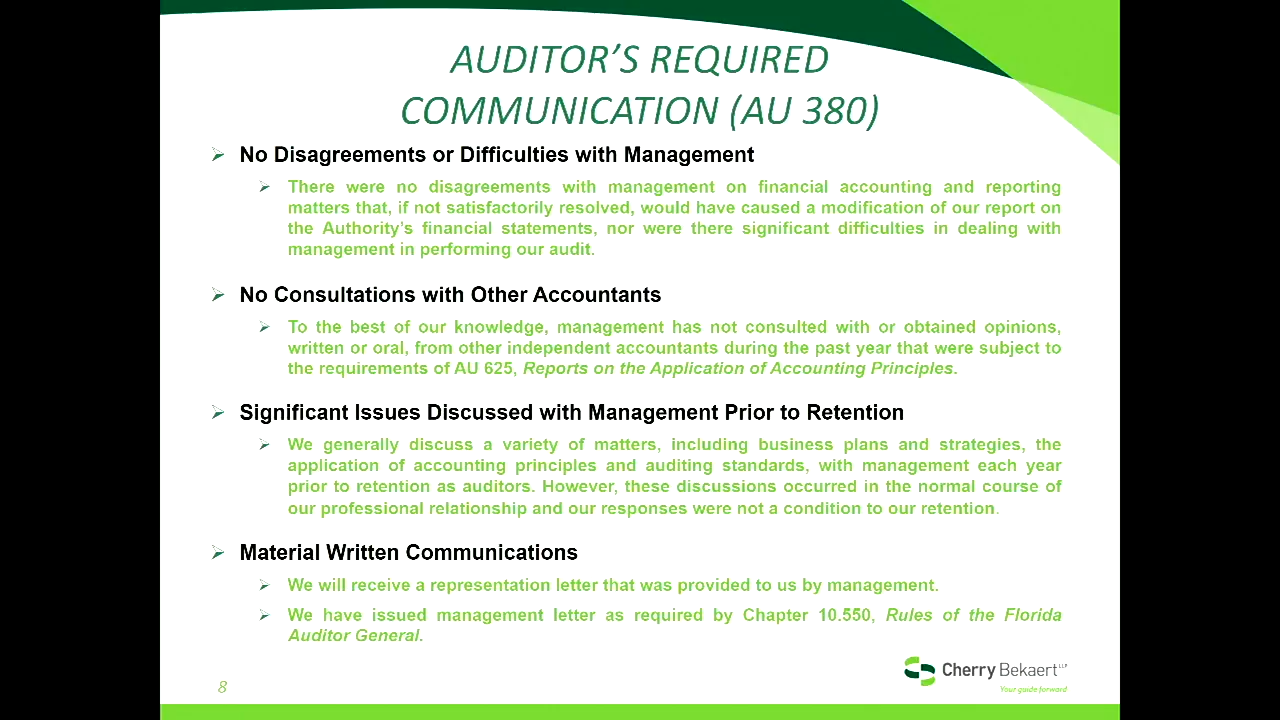 AUDITOR'S REQUIRED
COMMUNICATION (AU 380)
No Disagreements or Difficulties with Management
There were no disagreements with management on financial accounting and reporting
matters that, if not satisfactorily resolved, would have caused a modification of our report on
the Authority's financial statements, nor were there significant difficulties in dealing with
management in performing our audit.
No Consultations with Other Accountants
To the best of our knowledge, management has not consulted with or obtained opinions,
written or oral, from other independent accountants during the past year that were subject to
the requirements of AU 625, Reports on the Application of Accounting Principles.
Significant Issues Discussed with Management Prior to Retention
We generally discuss a variety of matters, including business plans and strategies, the
application of accounting principles and auditing standards, with management each year
prior to retention as auditors. However, these discussions occurred in the normal course of
our professional relationship and our responses were not a condition to our retention.
Material Written Communications
We will receive a representation letter that was provided to us by management.
We have issued management letter as required by Chapter 10.550, Rules of the Florida
Auditor General.
Cherry Bekaert LLP
Your guide forward
8